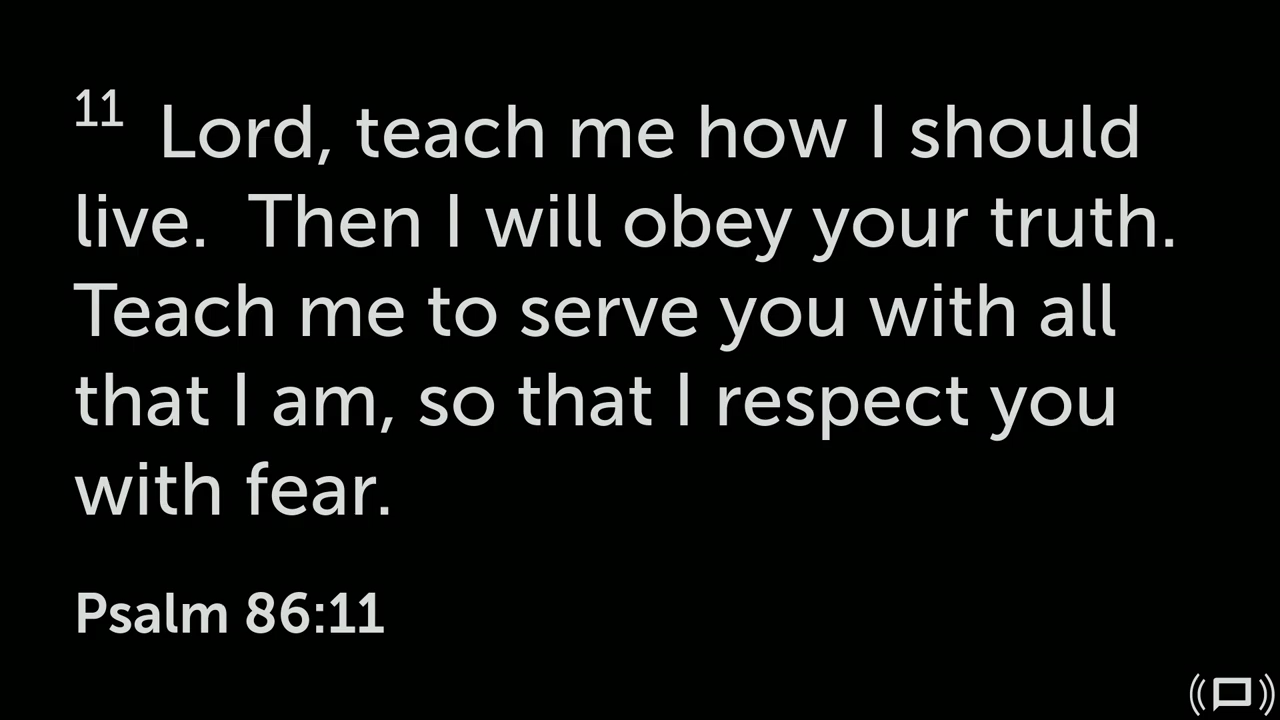 11 Lord, teach me how I should
live. Then I will obey your truth.
Teach me to serve you with all
that I am, so that I respect you
with fear.
Psalm 86:11